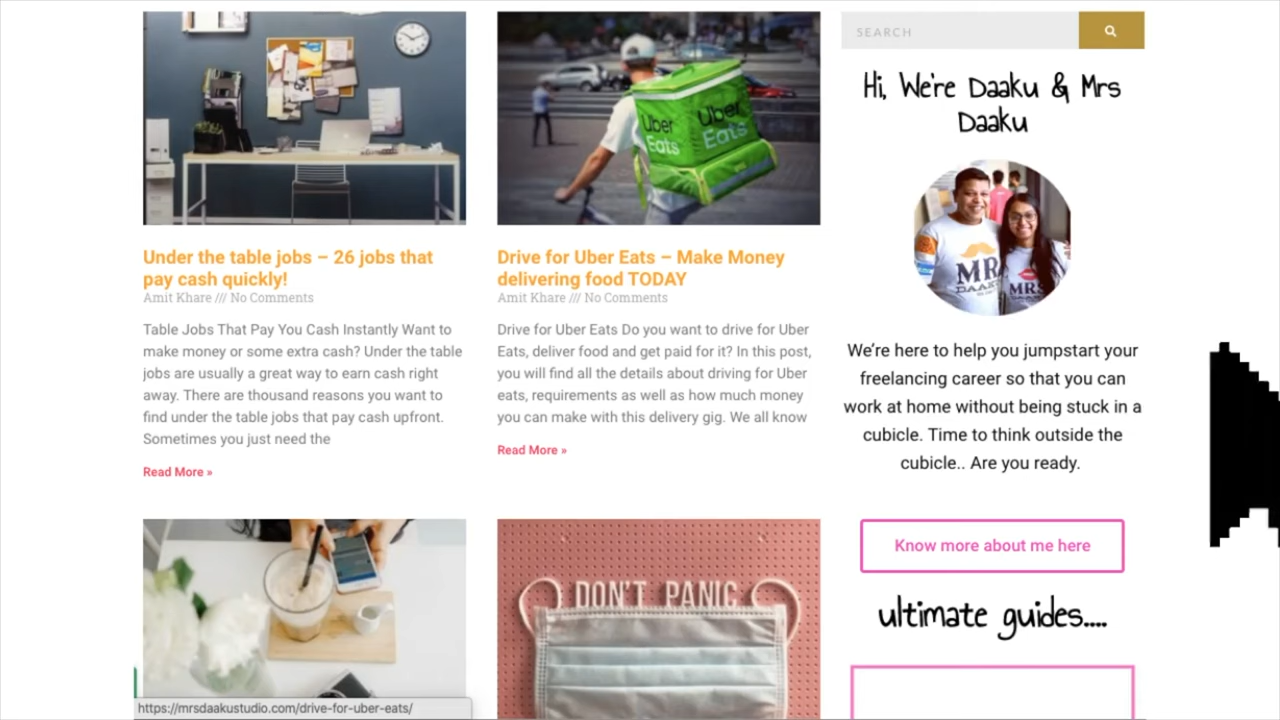 SEARCH
Hi, We're Daaku & Mrs
Daaku
Uber
Eats
Uber
Eats
Under the table jobs – 26 jobs that
pay cash quickly!
Amit Khare /// No Comments
Table Jobs That Pay You Cash Instantly Want to
make money or some extra cash? Under the table
jobs are usually a great way to earn cash right
away. There are thousand reasons you want to
find under the table jobs that pay cash upfront.
Sometimes you just need the
Read More »
Drive for Uber Eats – Make Money
delivering food TODAY
Amit Khare /// No Comments
Drive for Uber Eats Do you want to drive for Uber
Eats, deliver food and get paid for it? In this post,
you will find all the details about driving for Uber
eats, requirements as well as how much money
you can make with this delivery gig. We all know
Read More »
MR
MRS
We're here to help you jumpstart your
freelancing career so that you can
work at home without being stuck in a
cubicle. Time to think outside the
cubicle.. Are you ready.
Know more about me here
ultimate guides....
DON'T PANIC
https://mrsdaakustudio.com/drive-for-uber-eats/